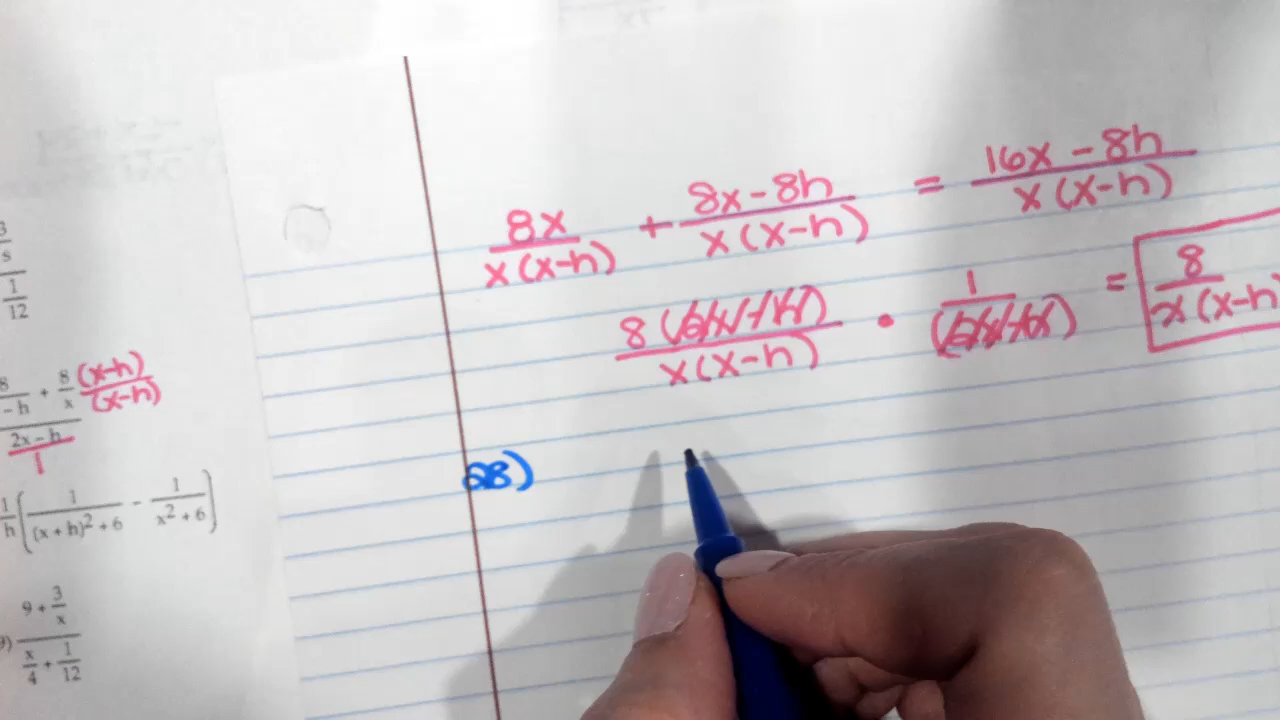 8x/x(x-h) + 8x-8h/x(x-h) = 16x-8h/x(x-h)
8(2x-h)/x(x-h) • 1/(2x-h) = 8/x(x-h)
28)
3/s
1/12
8/-h + 8/x (x-h)/(x-h)
2x-h
1
1/h [1/(x+h)² + 6 - 1/x² + 6]
9) 9 + 3/x
x/4 + 1/12